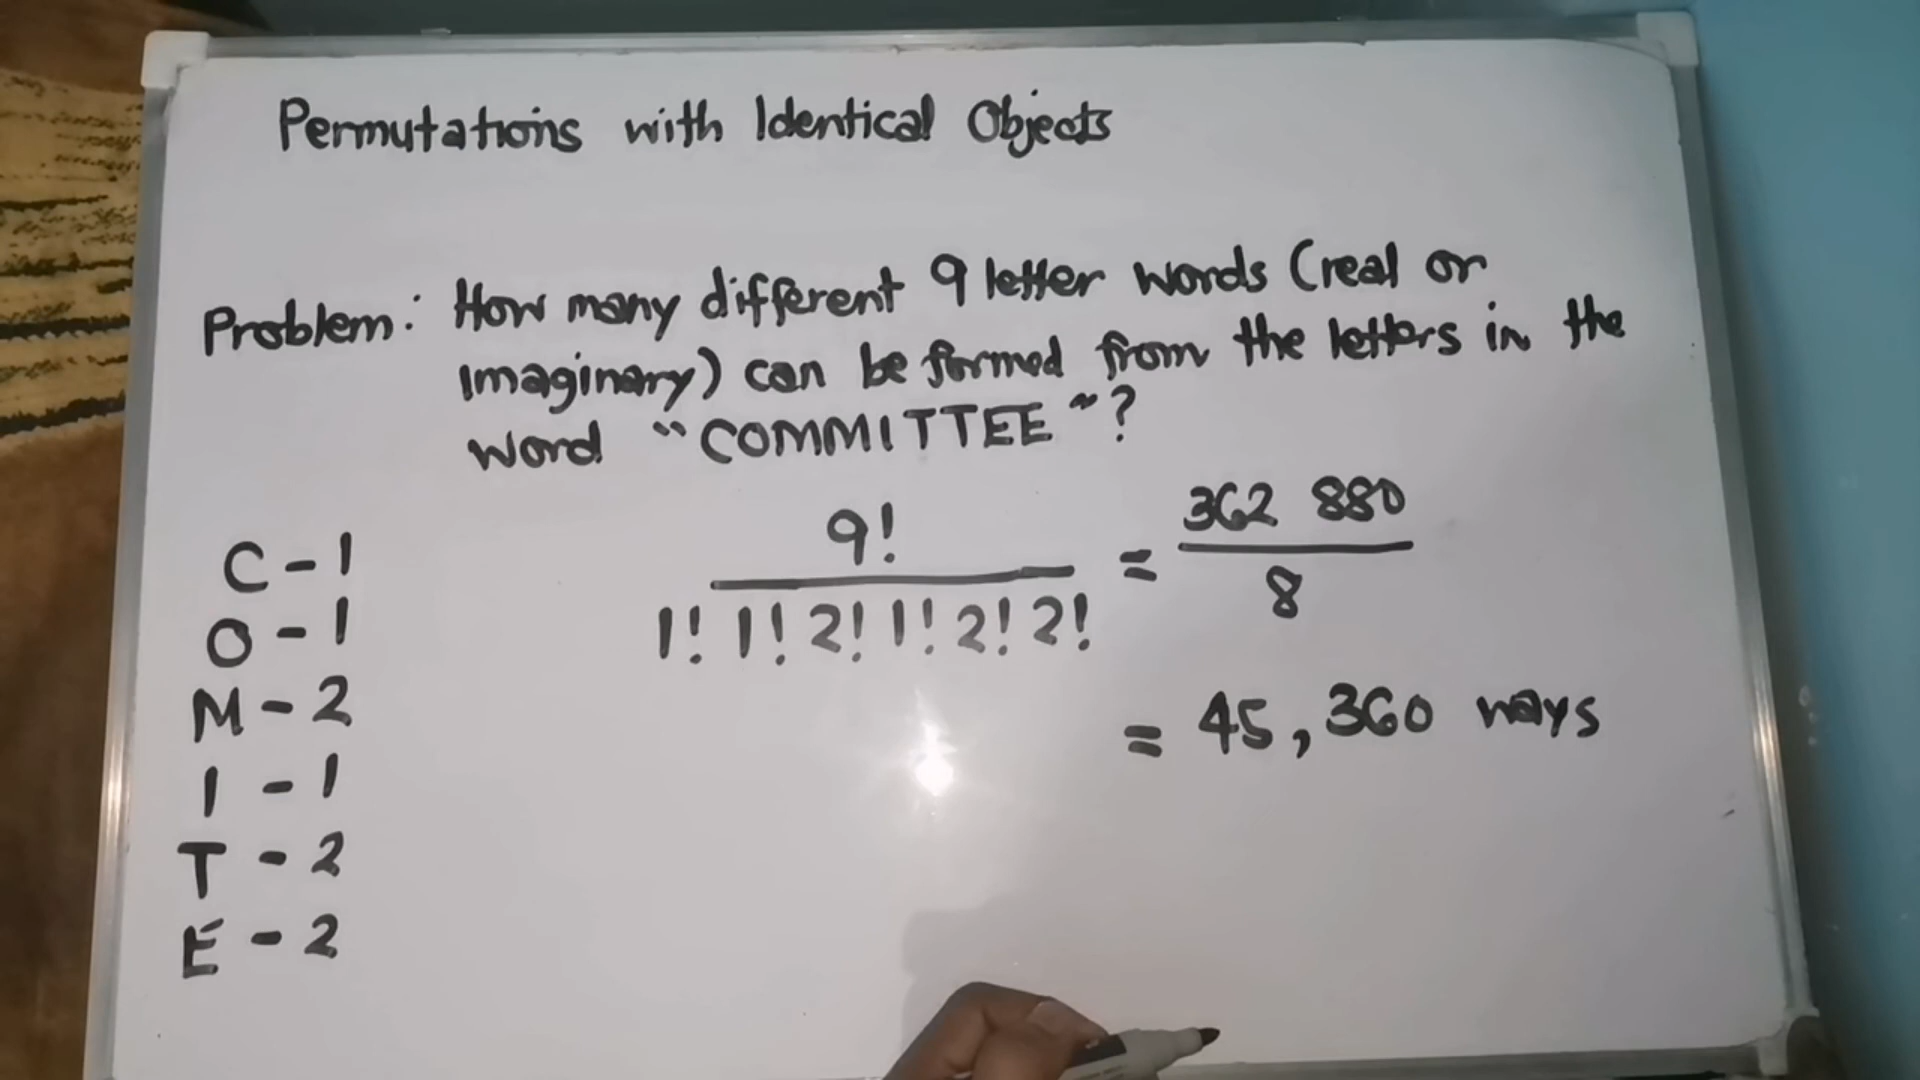 Permutations with Identical Objects
Problem: How many different 9 letter words (real or
imaginary) can be formed from the letters in the
word "COMMITTEE"?
C - 1
O - 1
M - 2
I - 1
T - 2
E - 2
9!
1! 1! 2! 1! 2! 2!
= 362 880
8
= 45,360 ways